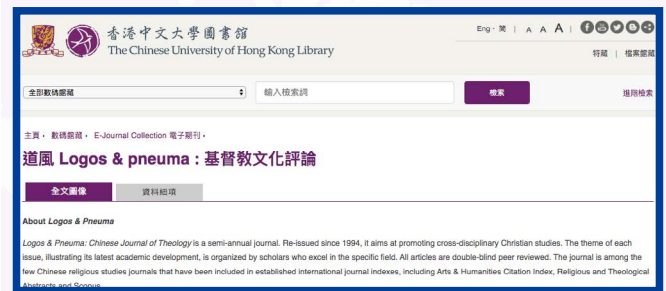 香港中文大學圖書館
The Chinese University of Hong Kong Library
Eng · 简 | A A A |
特藏 | 檔案館藏
全部數碼館藏
輸入檢索詞
檢索
進階檢索
主頁 › 數碼館藏 › E-Journal Collection 電子期刊 ›
道風 Logos & pneuma : 基督敎文化評論
全文圖像
資料細項
About Logos & Pneuma
Logos & Pneuma: Chinese Journal of Theology is a semi-annual journal. Re-issued since 1994, it aims at promoting cross-disciplinary Christian studies. The theme of each
issue, illustrating its latest academic development, is organized by scholars who excel in the specific field. All articles are double-blind peer reviewed. The journal is among the
few Chinese religious studies journals that have been included in established international journal indexes, including Arts & Humanities Citation Index, Religious and Theological
Abstracts and Scopus.